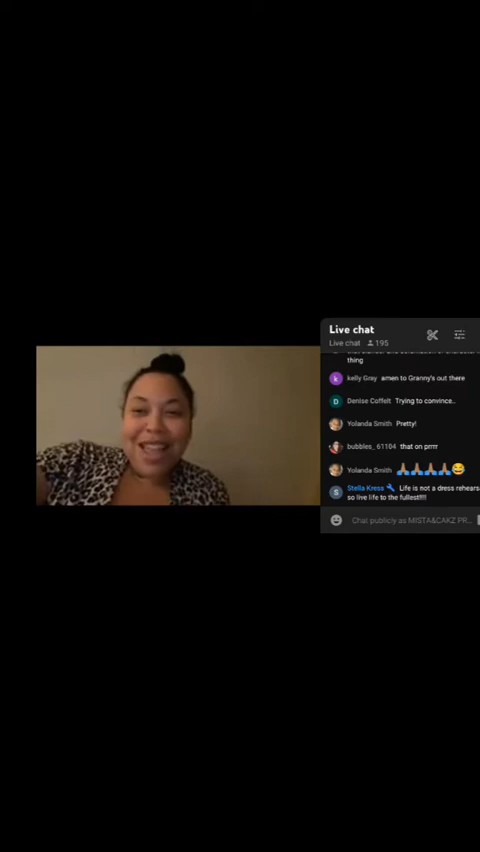 Live chat
Live chat 195
thing
kelly Gray amen to Granny's out there
Denise Coffelt Trying to convince..
Yolanda Smith Pretty!
bubbles_61104 that on prrrr
Yolanda Smith 🙏🏾🙏🏾🙏🏾🙏🏾😂
Stella Kress 🔧 Life is not a dress rehears
so live life to the fullest!!!!
Chat publicly as MISTA&CAKZ PR...